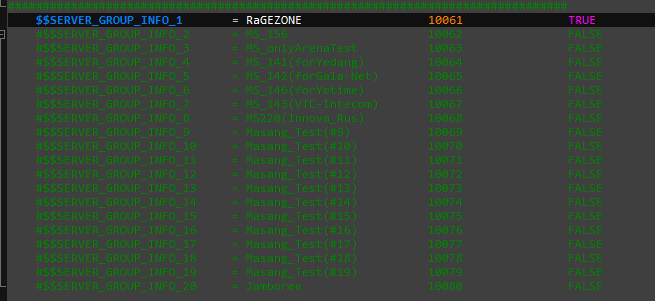 ################################################################################
$$SERVER_GROUP_INFO_1 = RaGEZONE 10061 TRUE
#$$SERVER_GROUP_INFO_2 = MS_156 10062 FALSE
#$$SERVER_GROUP_INFO_3 = MS_onlyArenaTest 10063 FALSE
#$$SERVER_GROUP_INFO_4 = MS_141(forYedang) 10064 FALSE
#$$SERVER_GROUP_INFO_5 = MS_142(forGala-Net) 10065 FALSE
#$$SERVER_GROUP_INFO_6 = MS_146(forYetime) 10066 FALSE
#$$SERVER_GROUP_INFO_7 = MS_143(VTC-Intecom) 10067 FALSE
#$$SERVER_GROUP_INFO_8 = MS220(Innova_Rus) 10068 FALSE
#$$SERVER_GROUP_INFO_9 = Masang_Test(#9) 10069 FALSE
#$$SERVER_GROUP_INFO_10 = Masang_Test(#10) 10070 FALSE
#$$SERVER_GROUP_INFO_11 = Masang_Test(#11) 10071 FALSE
#$$SERVER_GROUP_INFO_12 = Masang_Test(#12) 10072 FALSE
#$$SERVER_GROUP_INFO_13 = Masang_Test(#13) 10073 FALSE
#$$SERVER_GROUP_INFO_14 = Masang_Test(#14) 10074 FALSE
#$$SERVER_GROUP_INFO_15 = Masang_Test(#15) 10075 FALSE
#$$SERVER_GROUP_INFO_16 = Masang_Test(#16) 10076 FALSE
#$$SERVER_GROUP_INFO_17 = Masang_Test(#17) 10077 FALSE
#$$SERVER_GROUP_INFO_18 = Masang_Test(#18) 10078 FALSE
#$$SERVER_GROUP_INFO_19 = Masang_Test(#19) 10079 FALSE
#$$SERVER_GROUP_INFO_20 = Jamboree 10080 FALSE